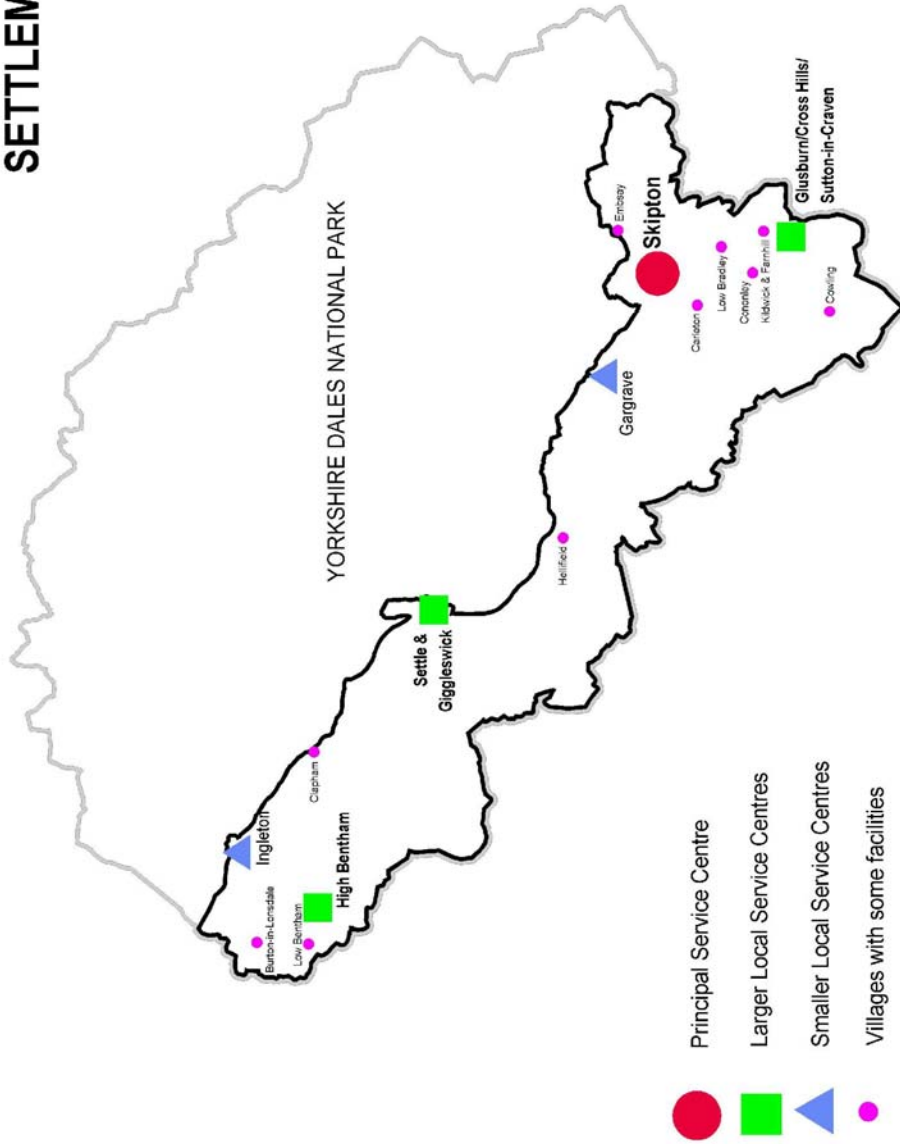 SETTLEM
YORKSHIRE DALES NATIONAL PARK
Ingleton
Burton-in-Lonsdale
Low Bentham
High Bentham
Clapham
Settle &
Giggleswick
Hellifield
Gargrave
Embsay
Skipton
Carleton
Low Bradley
Cononley
Kildwick & Farnhill
Glusburn/Cross Hills/
Sutton-in-Craven
Cowling
Principal Service Centre
Larger Local Service Centres
Smaller Local Service Centres
Villages with some facilities